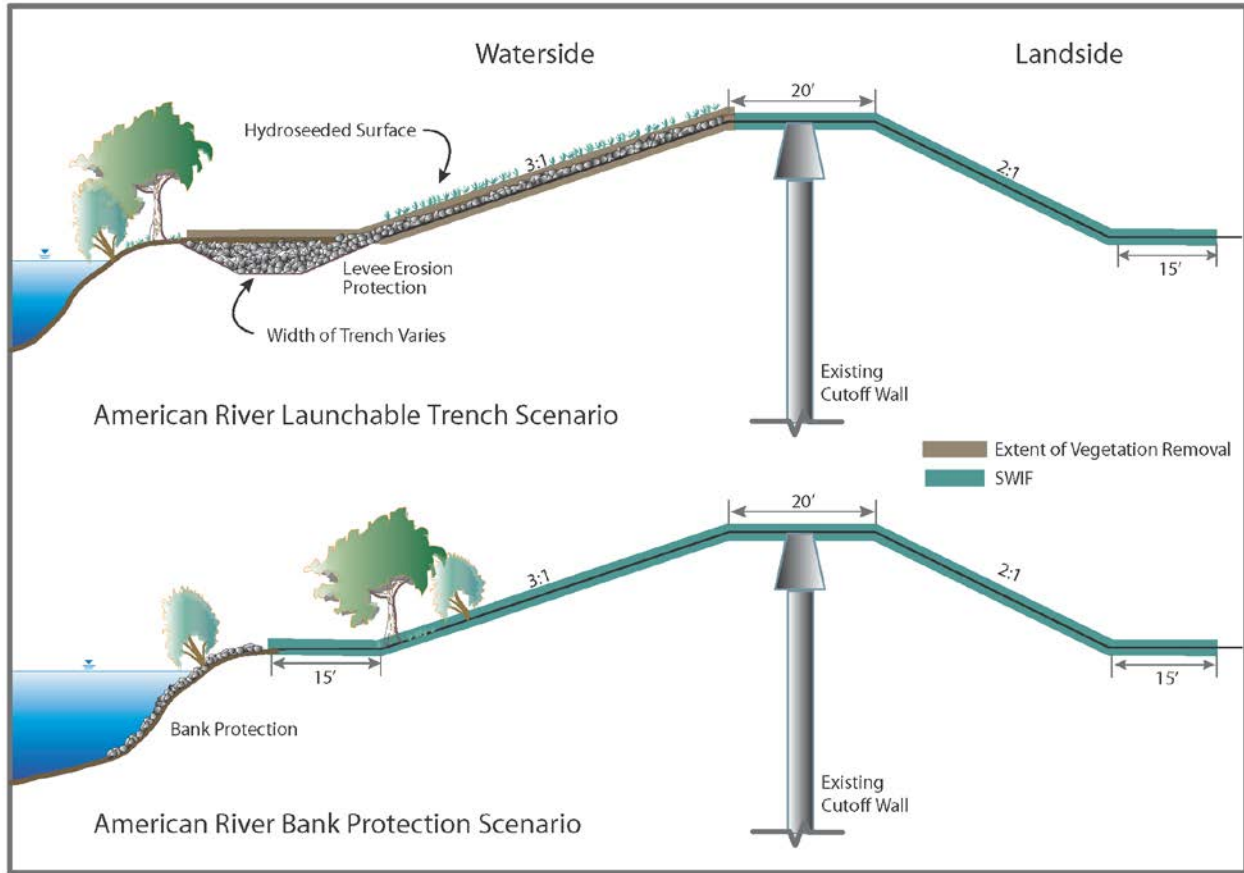 Waterside
Landside
20'
Hydroseeded Surface
3:1
2:1
Levee Erosion
Protection
15'
Width of Trench Varies
Existing
Cutoff Wall
American River Launchable Trench Scenario
Extent of Vegetation Removal
SWIF
20'
3:1
2:1
15'
15'
Bank Protection
Existing
Cutoff Wall
American River Bank Protection Scenario